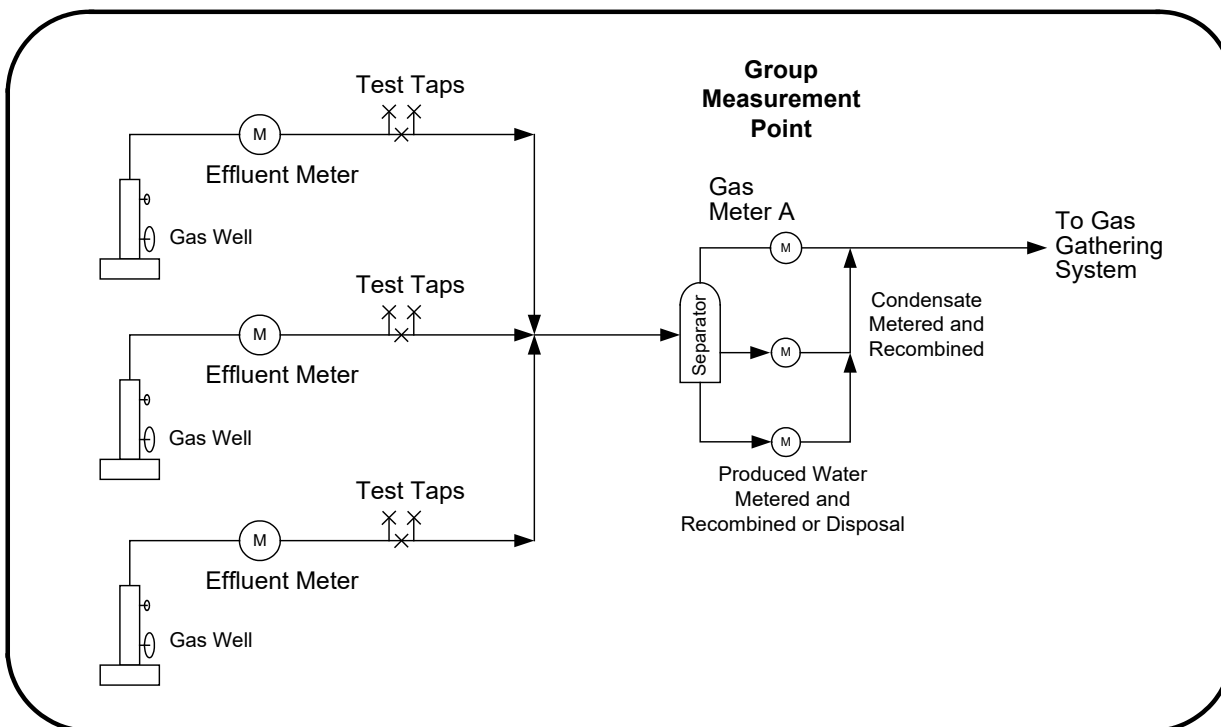 Test Taps
M
Effluent Meter
Gas Well
Test Taps
M
Effluent Meter
Gas Well
Test Taps
M
Effluent Meter
Gas Well
Group
Measurement
Point
Gas
Meter A
M
Separator
M
M
Condensate
Metered and
Recombined
Produced Water
Metered and
Recombined or Disposal
To Gas
Gathering
System